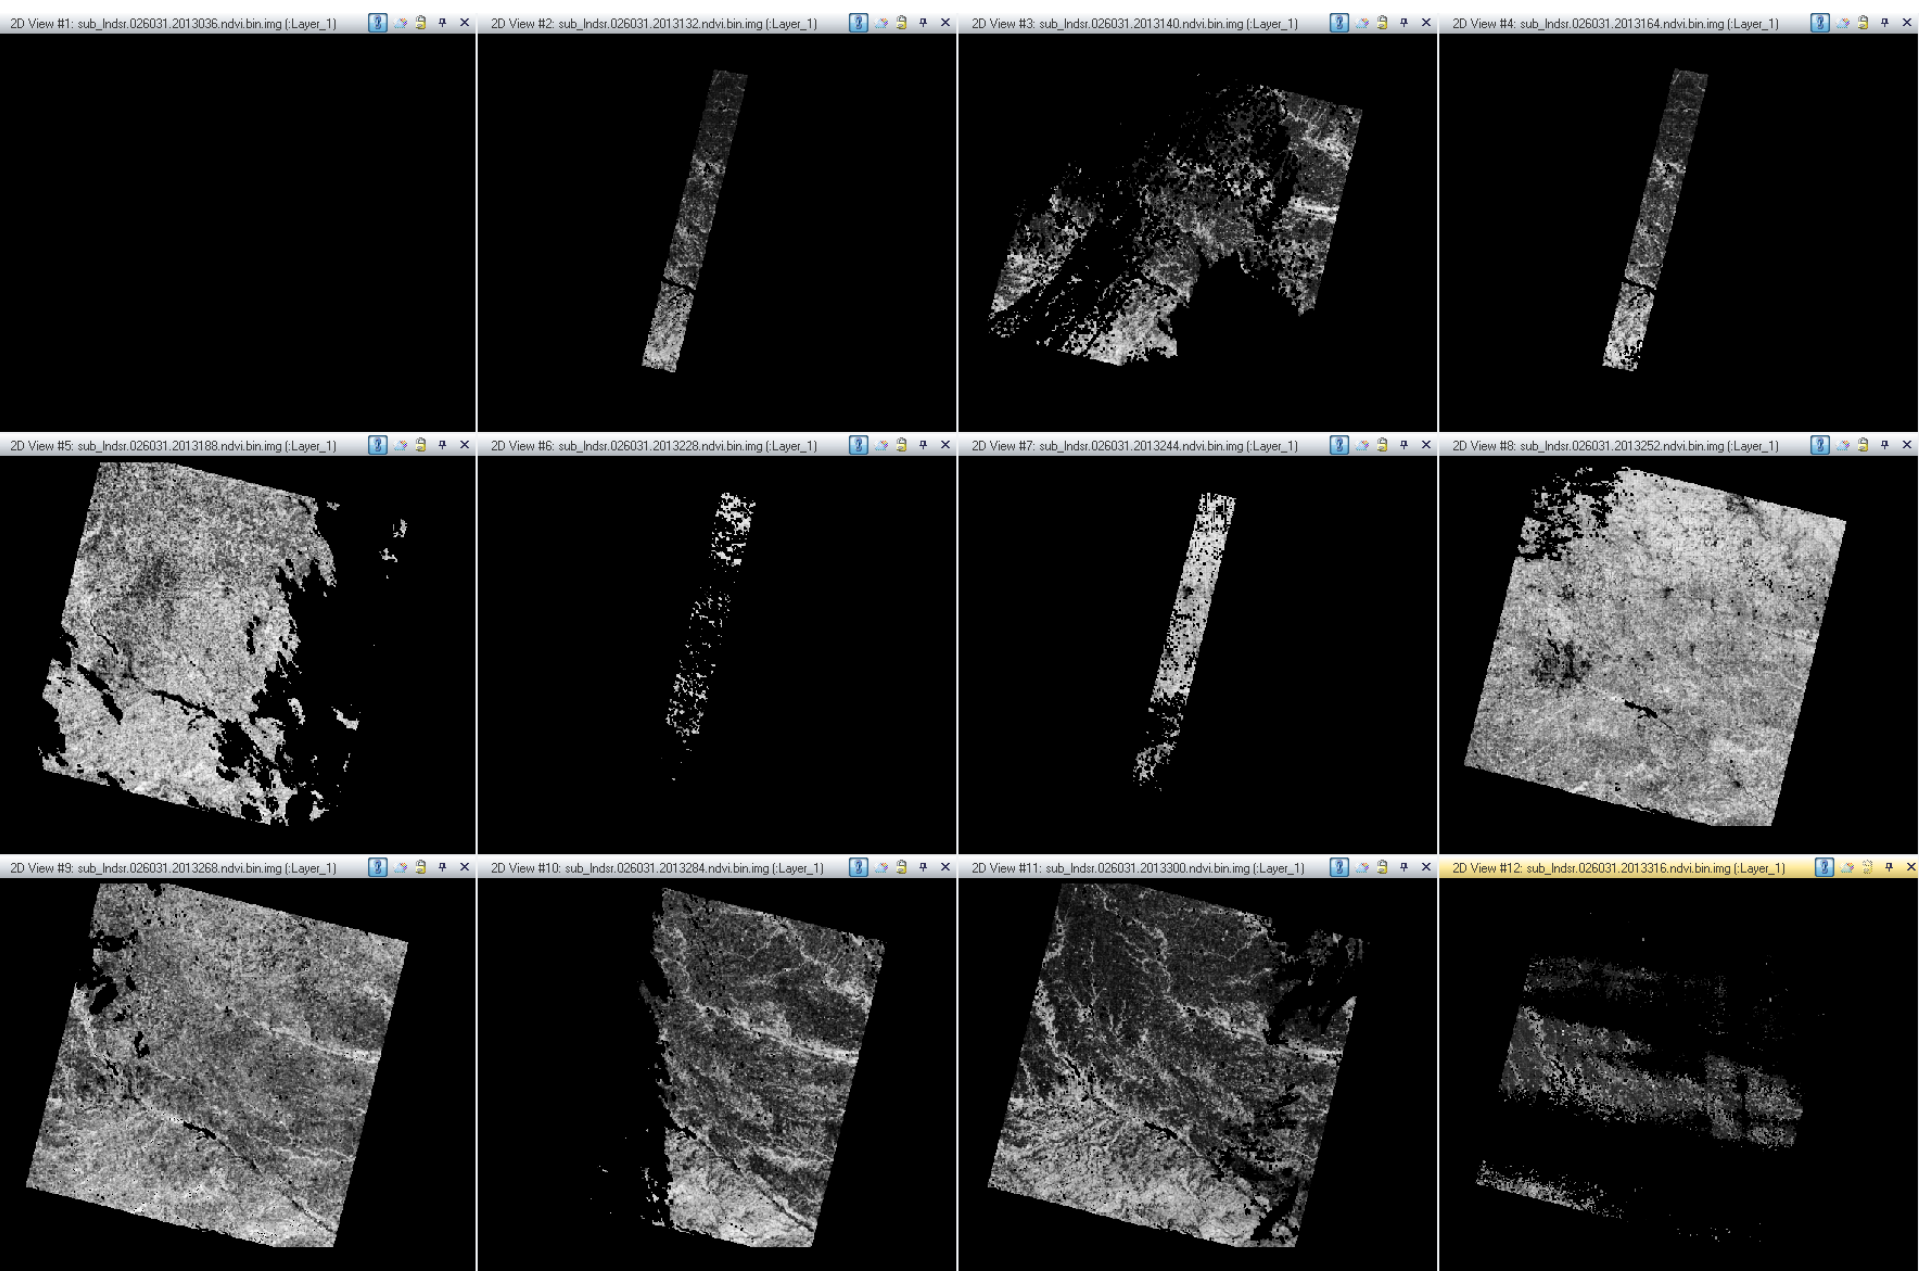 2D View #1: sub_lndsr.026031.2013036.ndvi.bin.img (:Layer_1)
2D View #2: sub_lndsr.026031.2013132.ndvi.bin.img (:Layer_1)
2D View #3: sub_lndsr.026031.2013140.ndvi.bin.img (:Layer_1)
2D View #4: sub_lndsr.026031.2013164.ndvi.bin.img (:Layer_1)
2D View #5: sub_lndsr.026031.2013188.ndvi.bin.img (:Layer_1)
2D View #6: sub_lndsr.026031.2013228.ndvi.bin.img (:Layer_1)
2D View #7: sub_lndsr.026031.2013244.ndvi.bin.img (:Layer_1)
2D View #8: sub_lndsr.026031.2013252.ndvi.bin.img (:Layer_1)
2D View #9: sub_lndsr.026031.2013268.ndvi.bin.img (:Layer_1)
2D View #10: sub_lndsr.026031.2013284.ndvi.bin.img (:Layer_1)
2D View #11: sub_lndsr.026031.2013300.ndvi.bin.img (:Layer_1)
2D View #12: sub_lndsr.026031.2013316.ndvi.bin.img (:Layer_1)